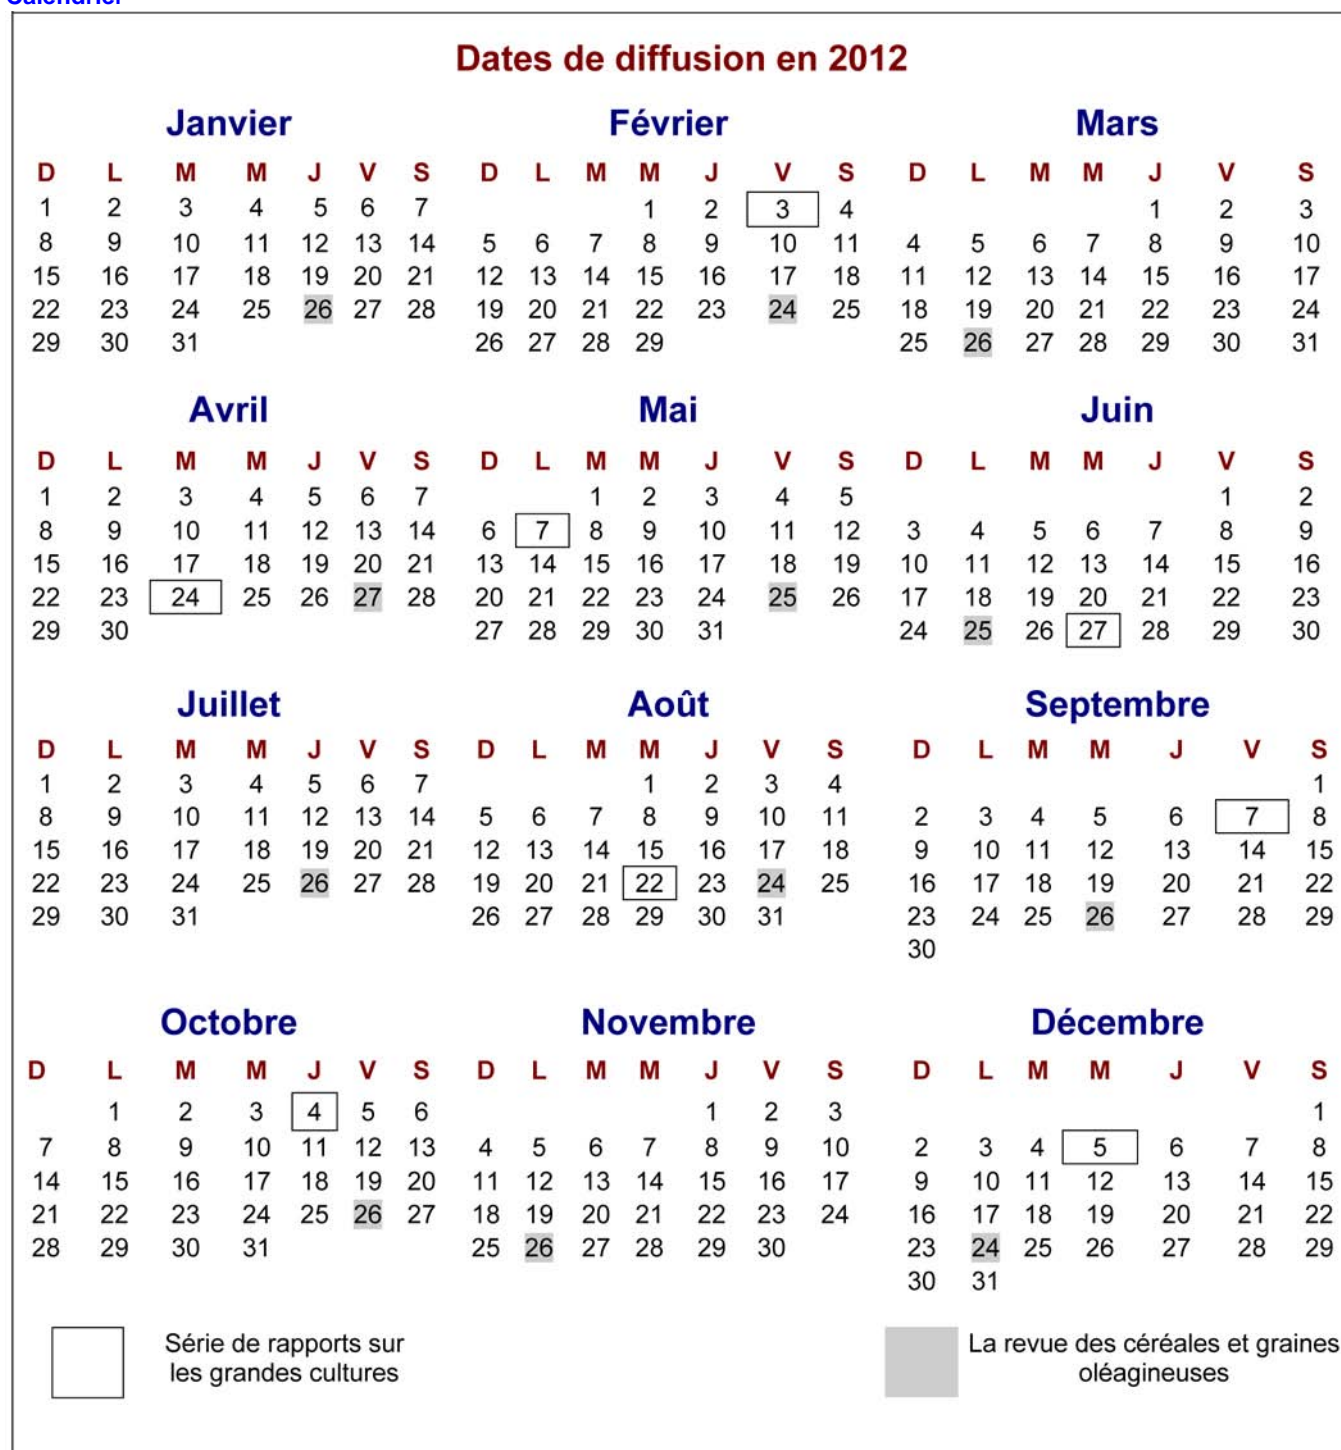 Calendrier
Dates de diffusion en 2012
Janvier
D L M M J V S
1 2 3 4 5 6 7
8 9 10 11 12 13 14
15 16 17 18 19 20 21
22 23 24 25 26 27 28
29 30 31
Février
D L M M J V S
1 2 3 4
5 6 7 8 9 10 11
12 13 14 15 16 17 18
19 20 21 22 23 24 25
26 27 28 29
Mars
D L M M J V S
1 2 3
4 5 6 7 8 9 10
11 12 13 14 15 16 17
18 19 20 21 22 23 24
25 26 27 28 29 30 31
Avril
D L M M J V S
1 2 3 4 5 6 7
8 9 10 11 12 13 14
15 16 17 18 19 20 21
22 23 24 25 26 27 28
29 30
Mai
D L M M J V S
1 2 3 4 5
6 7 8 9 10 11 12
13 14 15 16 17 18 19
20 21 22 23 24 25 26
27 28 29 30 31
Juin
D L M M J V S
1 2
3 4 5 6 7 8 9
10 11 12 13 14 15 16
17 18 19 20 21 22 23
24 25 26 27 28 29 30
Juillet
D L M M J V S
1 2 3 4 5 6 7
8 9 10 11 12 13 14
15 16 17 18 19 20 21
22 23 24 25 26 27 28
29 30 31
Août
D L M M J V S
1 2 3 4
5 6 7 8 9 10 11
12 13 14 15 16 17 18
19 20 21 22 23 24 25
26 27 28 29 30 31
Septembre
D L M M J V S
1
2 3 4 5 6 7 8
9 10 11 12 13 14 15
16 17 18 19 20 21 22
23 24 25 26 27 28 29
30
Octobre
D L M M J V S
1 2 3 4 5 6
7 8 9 10 11 12 13
14 15 16 17 18 19 20
21 22 23 24 25 26 27
28 29 30 31
Novembre
D L M M J V S
1 2 3
4 5 6 7 8 9 10
11 12 13 14 15 16 17
18 19 20 21 22 23 24
25 26 27 28 29 30
Décembre
D L M M J V S
1
2 3 4 5 6 7 8
9 10 11 12 13 14 15
16 17 18 19 20 21 22
23 24 25 26 27 28 29
30 31
Série de rapports sur
les grandes cultures
La revue des céréales et graines
oléagineuses